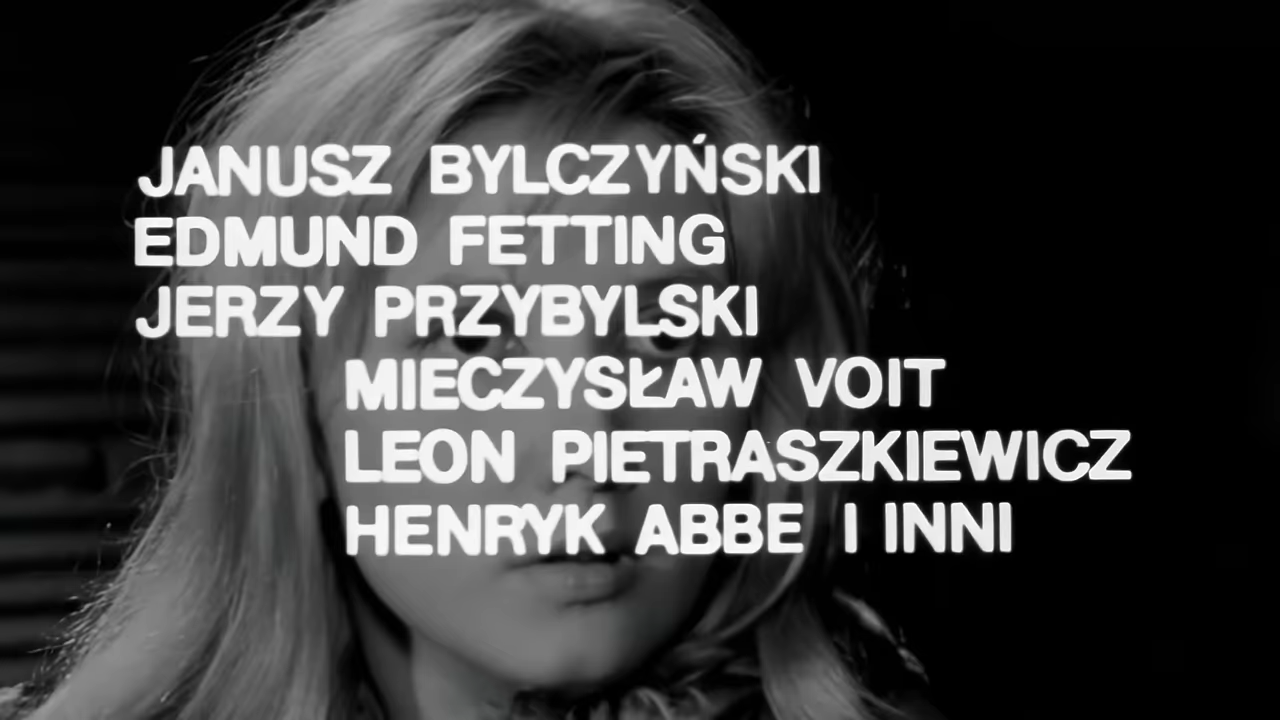 JANUSZ BYLCZYŃSKI
EDMUND FETTING
JERZY PRZYBYLSKI
MIECZYSŁAW VOIT
LEON PIETRASZKIEWICZ
HENRYK ABBE I INNI